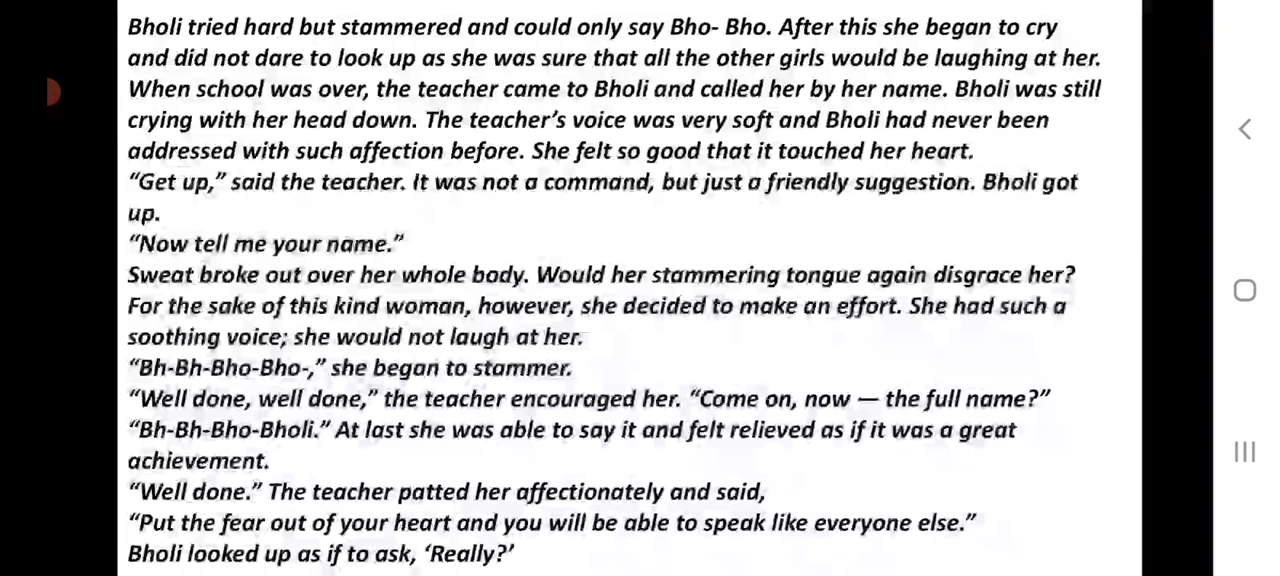 Bholi tried hard but stammered and could only say Bho- Bho. After this she began to cry
and did not dare to look up as she was sure that all the other girls would be laughing at her.
When school was over, the teacher came to Bholi and called her by her name. Bholi was still
crying with her head down. The teacher’s voice was very soft and Bholi had never been
addressed with such affection before. She felt so good that it touched her heart.
“Get up,” said the teacher. It was not a command, but just a friendly suggestion. Bholi got
up.
“Now tell me your name.”
Sweat broke out over her whole body. Would her stammering tongue again disgrace her?
For the sake of this kind woman, however, she decided to make an effort. She had such a
soothing voice; she would not laugh at her.
“Bh-Bh-Bho-Bho-,” she began to stammer.
“Well done, well done,” the teacher encouraged her. “Come on, now — the full name?”
“Bh-Bh-Bho-Bholi.” At last she was able to say it and felt relieved as if it was a great
achievement.
“Well done.” The teacher patted her affectionately and said,
“Put the fear out of your heart and you will be able to speak like everyone else.”
Bholi looked up as if to ask, ‘Really?’